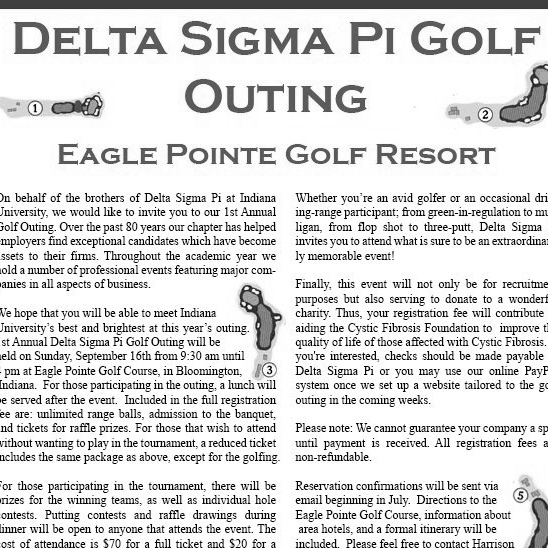 DELTA SIGMA PI GOLF
OUTING
1
2
EAGLE POINTE GOLF RESORT
On behalf of the brothers of Delta Sigma Pi at Indiana
University, we would like to invite you to our 1st Annual
Golf Outing. Over the past 80 years our chapter has helped
employers find exceptional candidates which have become
assets to their firms. Throughout the academic year we
hold a number of professional events featuring major com-
panies in all aspects of business.
We hope that you will be able to meet Indiana
University's best and brightest at this year's outing.
st Annual Delta Sigma Pi Golf Outing will be
held on Sunday, September 16th from 9:30 am until
pm at Eagle Pointe Golf Course, in Bloomington,
Indiana. For those participating in the outing, a lunch will
be served after the event. Included in the full registration
fee are: unlimited range balls, admission to the banquet,
and tickets for raffle prizes. For those that wish to attend
without wanting to play in the tournament, a reduced ticket
includes the same package as above, except for the golfing.
3
For those participating in the tournament, there will be
prizes for the winning teams, as well as individual hole
contests. Putting contests and raffle drawings during
dinner will be open to anyone that attends the event. The
cost of attendance is $70 for a full ticket and $20 for a
Whether you're an avid golfer or an occasional driv
ing-range participant; from green-in-regulation to mu
ligan, from flop shot to three-putt, Delta Sigma
invites you to attend what is sure to be an extraordinar
ly memorable event!
Finally, this event will not only be for recruitme
purposes but also serving to donate to a wonderf
charity. Thus, your registration fee will contribute
aiding the Cystic Fibrosis Foundation to improve th
quality of life of those affected with Cystic Fibrosis.
you're interested, checks should be made payable
Delta Sigma Pi or you may use our online PayP
system once we set up a website tailored to the go
outing in the coming weeks.
Please note: We cannot guarantee your company a sp
until payment is received. All registration fees a
non-refundable.
Reservation confirmations will be sent via
email beginning in July. Directions to the
Eagle Pointe Golf Course, information about
area hotels, and a formal itinerary will be
included. Please feel free to contact Harrison
5